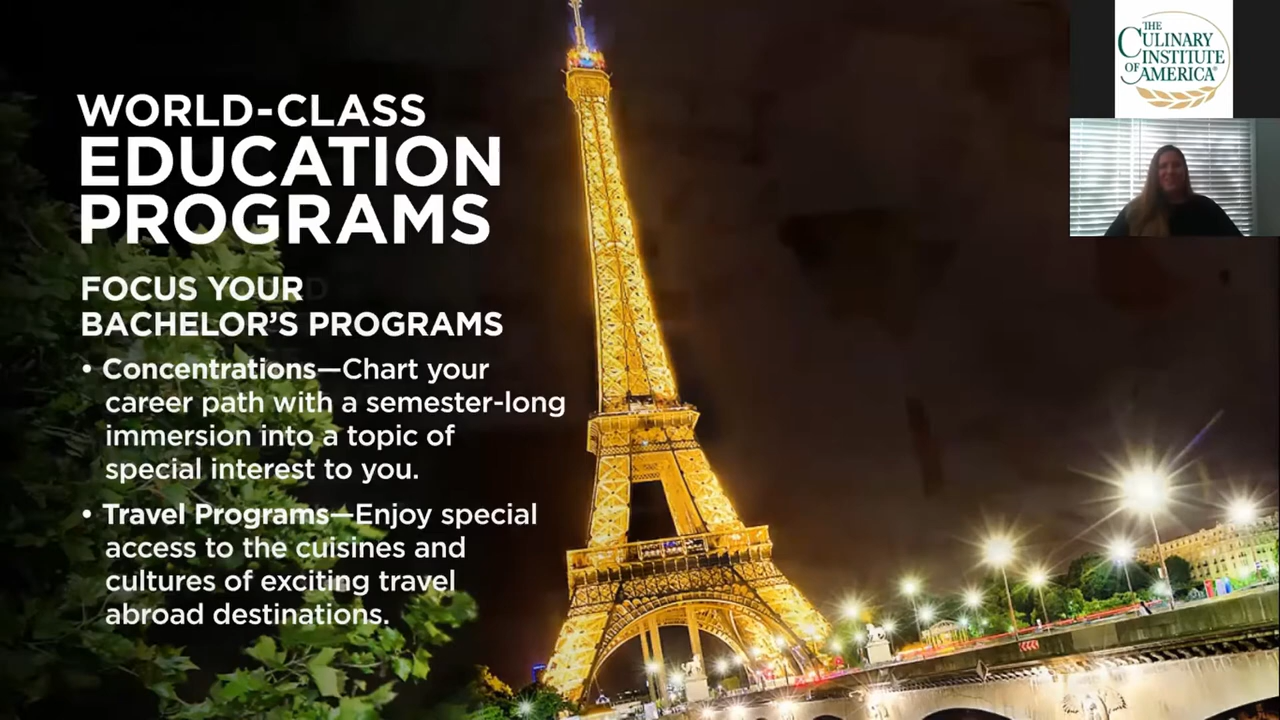 WORLD-CLASS
EDUCATION
PROGRAMS
FOCUS YOUR
BACHELOR'S PROGRAMS
• Concentrations—Chart your
career path with a semester-long
immersion into a topic of
special interest to you.
• Travel Programs—Enjoy special
access to the cuisines and
cultures of exciting travel
abroad destinations.
THE
CULINARY
INSTITUTE
OF AMERICA®